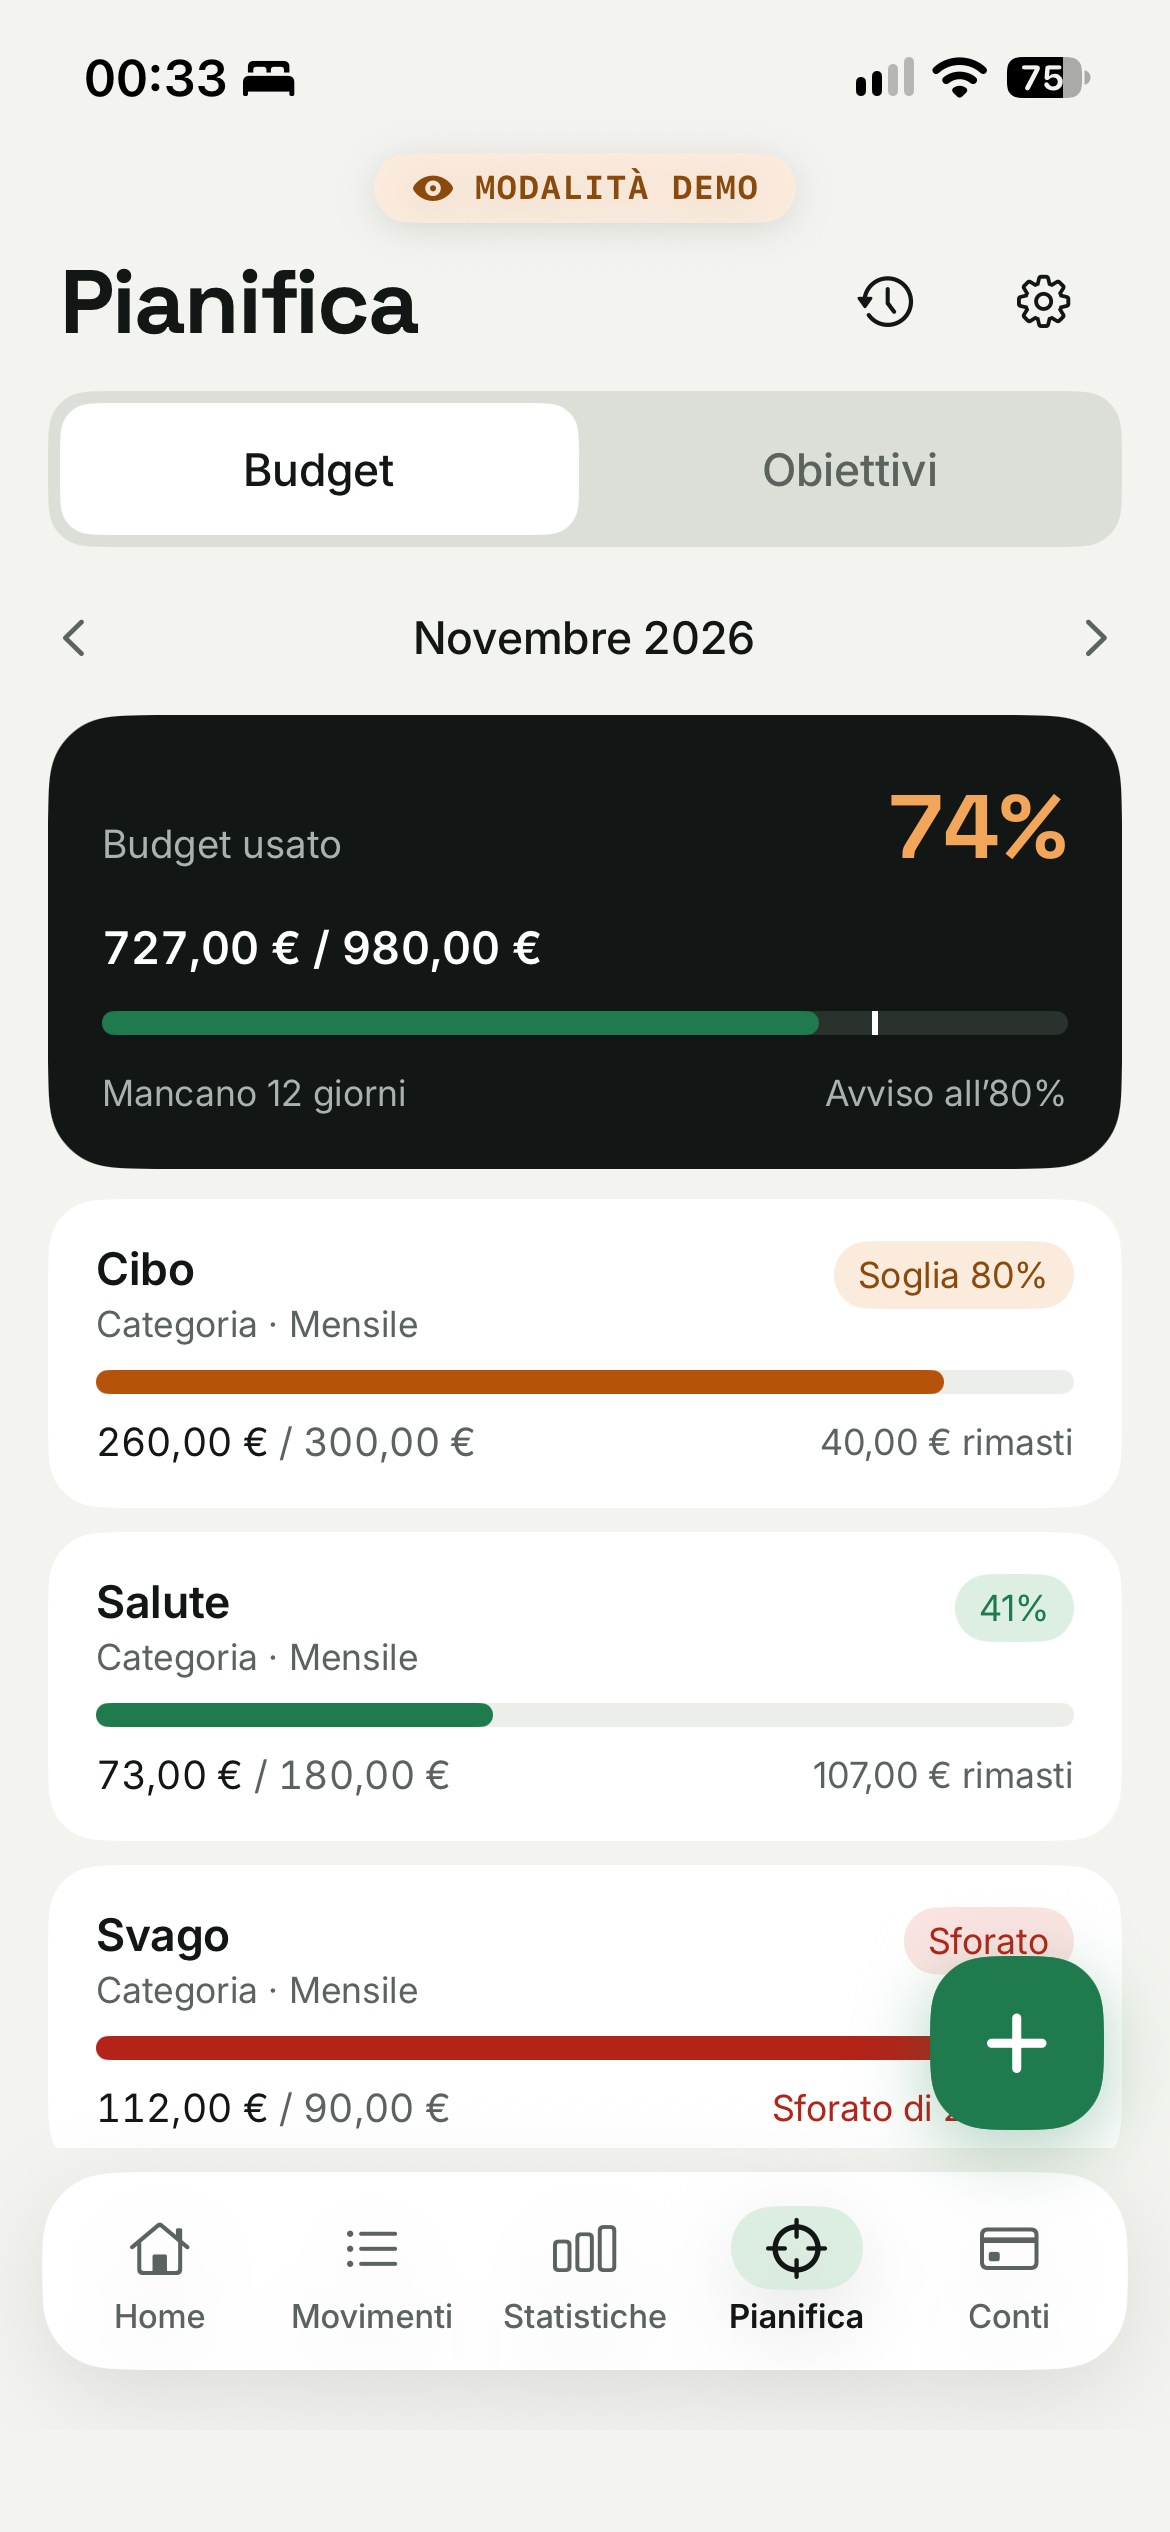 00:33
75
MODALITÀ DEMO
Pianifica
Budget
Obiettivi
Novembre 2026
Budget usato
74%
727,00 € / 980,00 €
Mancano 12 giorni
Avviso all’80%
Cibo
Soglia 80%
Categoria · Mensile
260,00 € / 300,00 €
40,00 € rimasti
Salute
41%
Categoria · Mensile
73,00 € / 180,00 €
107,00 € rimasti
Svago
Sforato
Categoria · Mensile
112,00 € / 90,00 €
Sforato di
Home
Movimenti
Statistiche
Pianifica
Conti